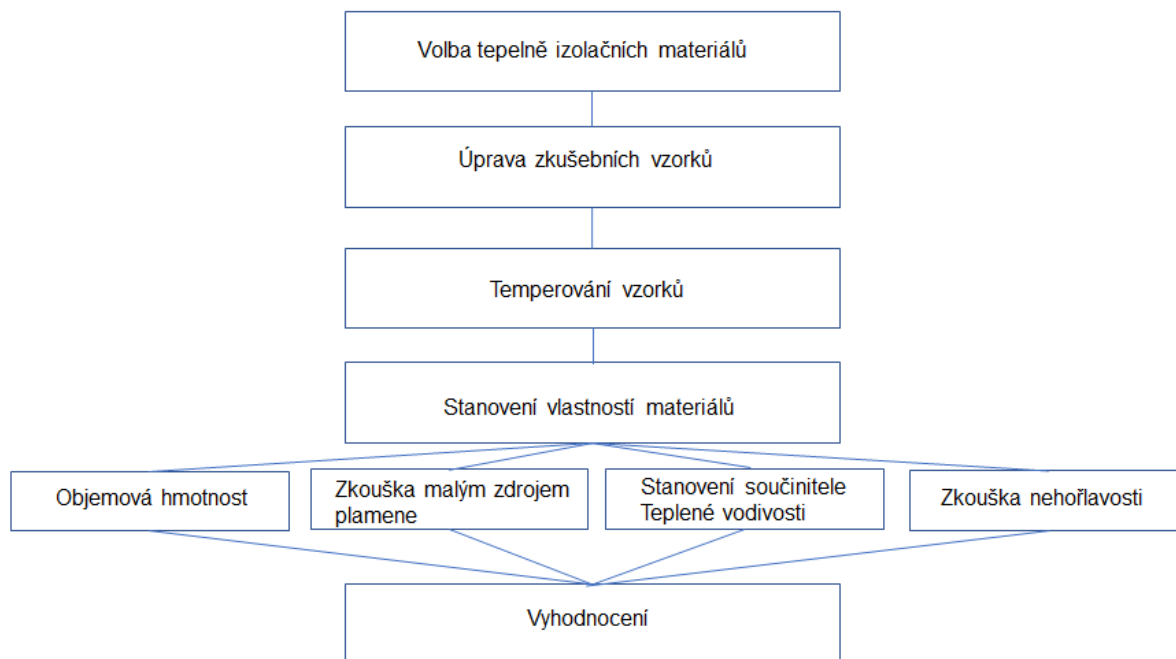 Volba tepelně izolačních materiálů
Úprava zkušebních vzorků
Temperování vzorků
Stanovení vlastností materiálů
Objemová hmotnost
Zkouška malým zdrojem
plamene
Stanovení součinitele
Teplené vodivosti
Zkouška nehořlavosti
Vyhodnocení